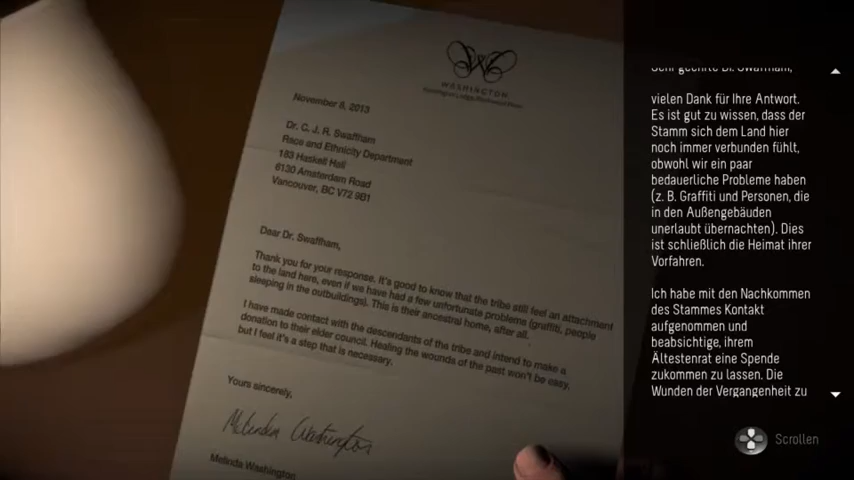 WASHINGTON
November 8, 2013
Dr. C. J. R. Swaffham
Race and Ethnicity Department
183 Haskell Hall
6130 Amsterdam Road
Vancouver, BC V72 9B1
Dear Dr. Swaffham,
Thank you for your response. It's good to know that the tribe still feel an attachment
to the land here, even if we have had a few unfortunate problems (graffiti, people
sleeping in the outbuildings). This is their ancestral home, after all.
I have made contact with the descendants of the tribe and intend to make a
donation to their elder council. Healing the wounds of the past won't be easy,
but I feel it's a step that is necessary.
Yours sincerely,
Melinda Washington
Melinda Washington
Sehr geehrte Dr. Swaffham,
vielen Dank für Ihre Antwort.
Es ist gut zu wissen, dass der
Stamm sich dem Land hier
noch immer verbunden fühlt,
obwohl wir ein paar
bedauerliche Probleme haben
(z. B. Graffiti und Personen, die
in den Außengebäuden
unerlaubt übernachten). Dies
ist schließlich die Heimat ihrer
Vorfahren.
Ich habe mit den Nachkommen
des Stammes Kontakt
aufgenommen und
beabsichtige, ihrem
Ältestenrat eine Spende
zukommen zu lassen. Die
Wunden der Vergangenheit zu
Scrollen